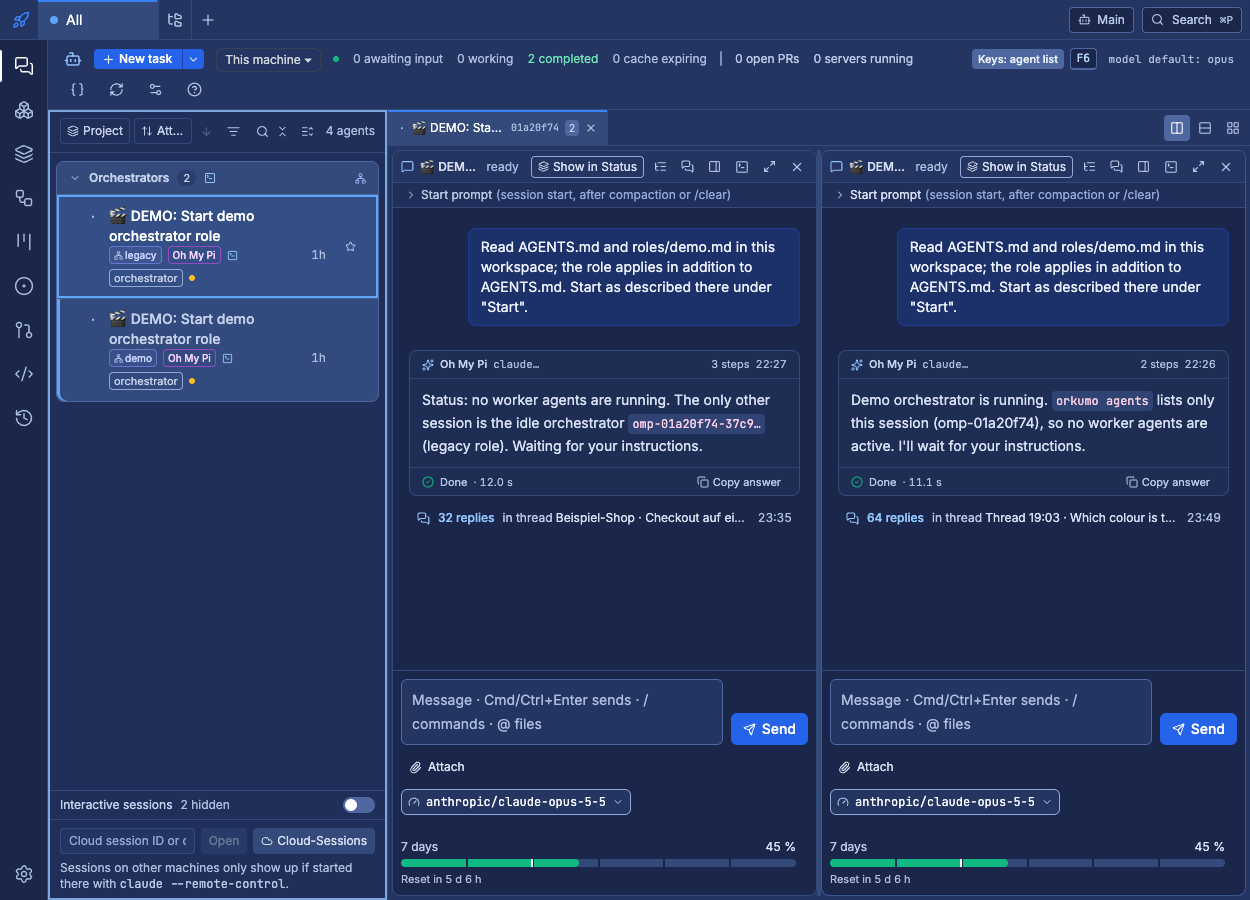 All
Main
Search ⌘P
New task
This machine
0 awaiting input
0 working
2 completed
0 cache expiring
0 open PRs
0 servers running
Keys: agent list
F6
model default: opus
Project
Att...
4 agents
Orchestrators 2
🎬 DEMO: Start demo
orchestrator role
legacy
Oh My Pi
1h
orchestrator
🎬 DEMO: Start demo
orchestrator role
demo
Oh My Pi
1h
orchestrator
Interactive sessions 2 hidden
Cloud session ID or c
Open
Cloud-Sessions
Sessions on other machines only show up if started
there with claude --remote-control.
· 🎬 DEMO: Sta... 01a20f74 2
🎬 DEM... ready
Show in Status
Start prompt (session start, after compaction or /clear)
Read AGENTS.md and roles/demo.md in this
workspace; the role applies in addition to
AGENTS.md. Start as described there under
"Start".
Oh My Pi claude… 3 steps 22:27
Status: no worker agents are running. The only other
session is the idle orchestrator omp-01a20f74-37c9…
(legacy role). Waiting for your instructions.
Done · 12.0 s
Copy answer
32 replies in thread Beispiel-Shop · Checkout auf ei... 23:35
Message · Cmd/Ctrl+Enter sends · /
commands · @ files
Send
Attach
anthropic/claude-opus-5-5
7 days 45 %
Reset in 5 d 6 h
🎬 DEM... ready
Show in Status
Start prompt (session start, after compaction or /clear)
Read AGENTS.md and roles/demo.md in this
workspace; the role applies in addition to
AGENTS.md. Start as described there under
"Start".
Oh My Pi claude… 2 steps 22:26
Demo orchestrator is running. orkumo agents lists only
this session (omp-01a20f74), so no worker agents are
active. I'll wait for your instructions.
Done · 11.1 s
Copy answer
64 replies in thread Thread 19:03 · Which colour is t... 23:49
Message · Cmd/Ctrl+Enter sends · /
commands · @ files
Send
Attach
anthropic/claude-opus-5-5
7 days 45 %
Reset in 5 d 6 h